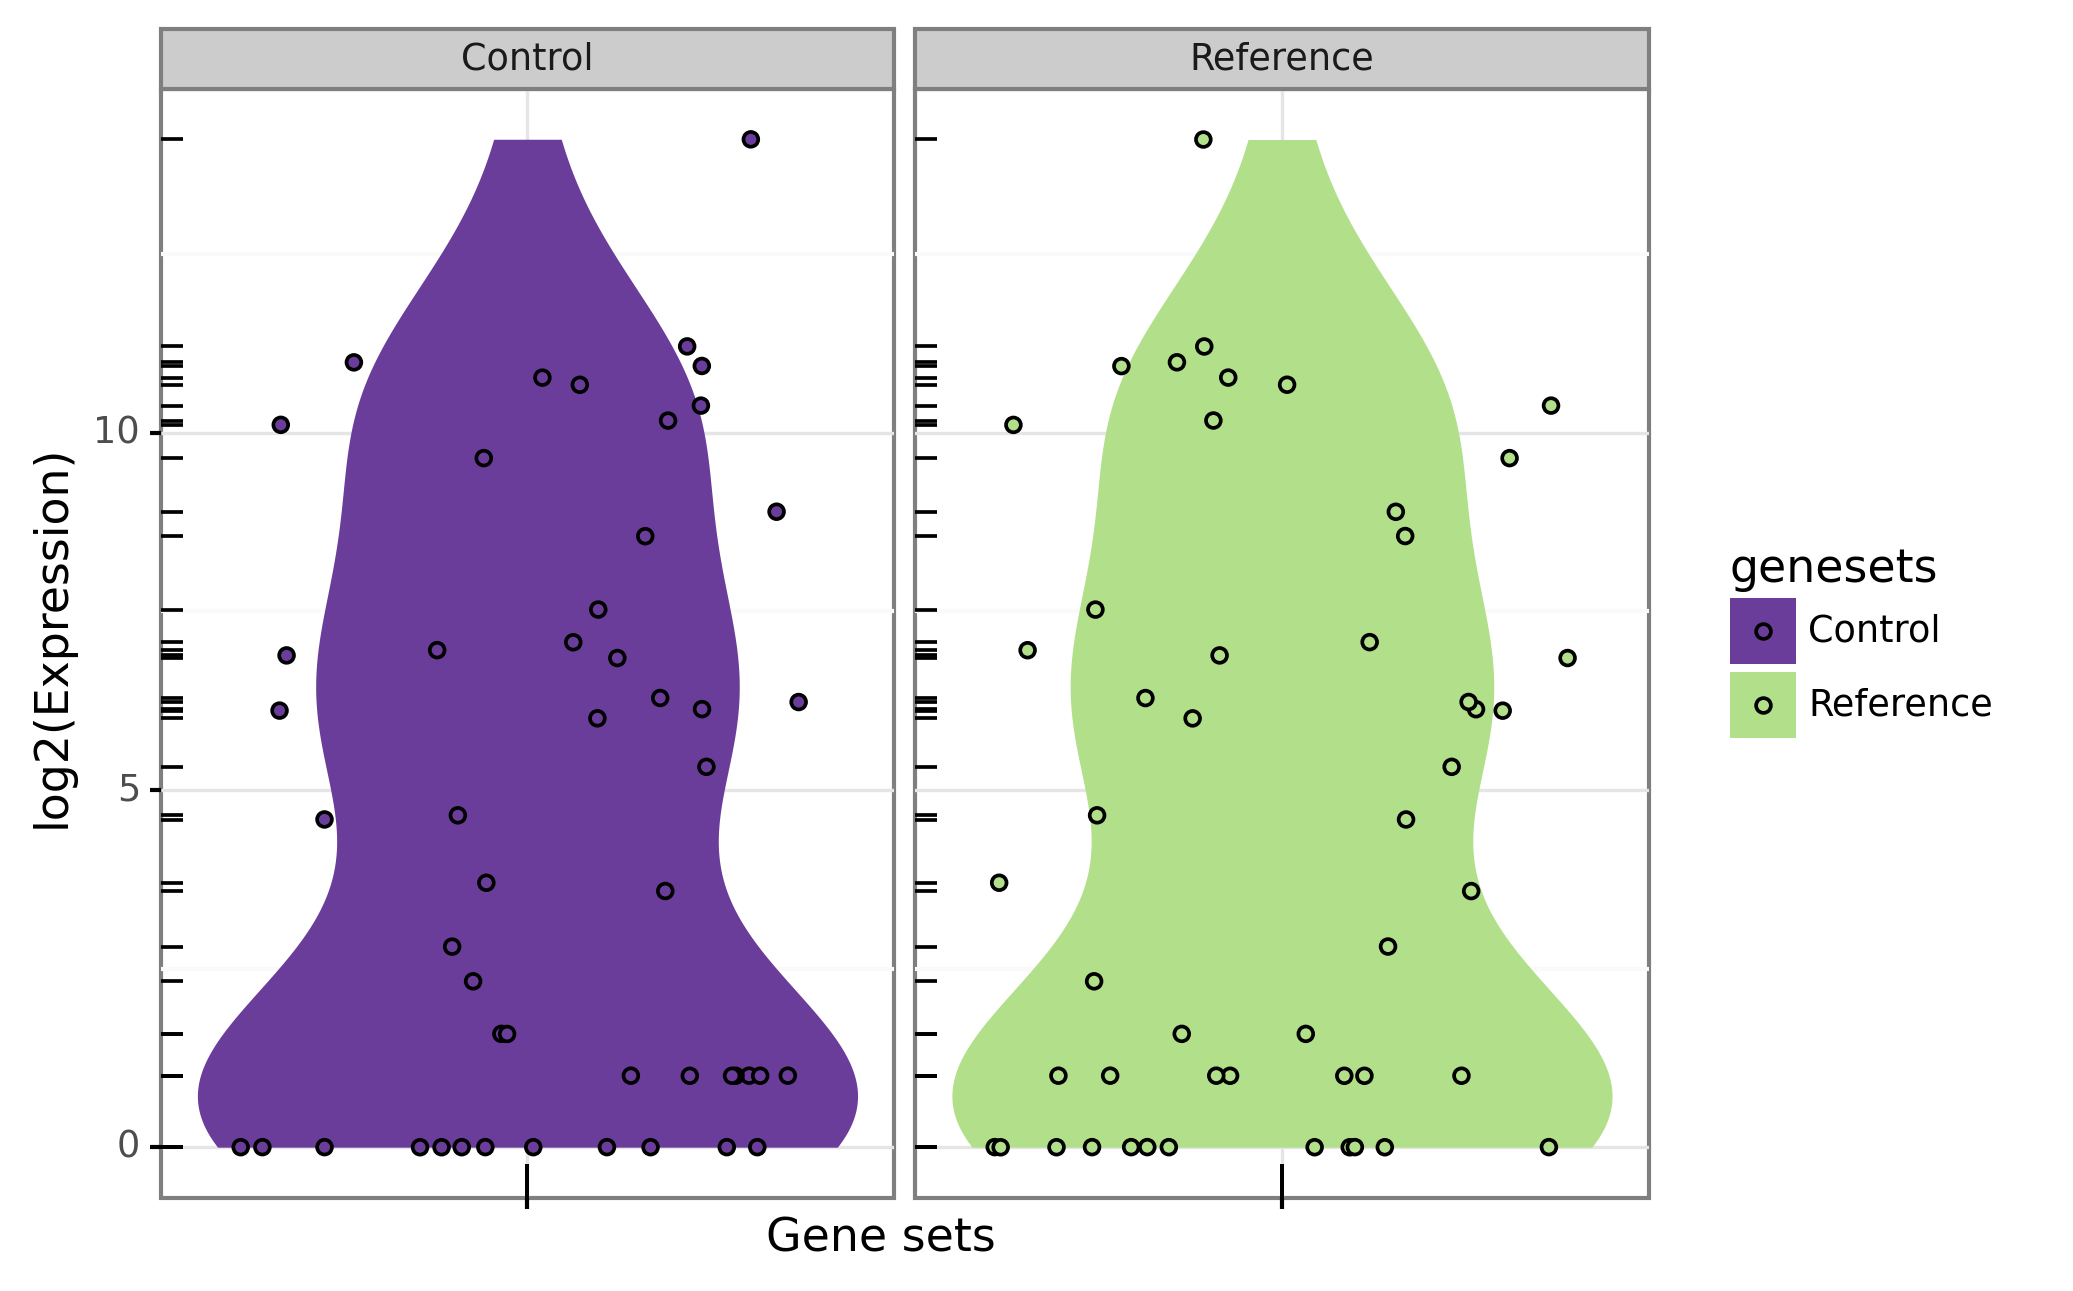 Control
Reference
log2(Expression)
10
5
0
Gene sets
genesets
Control
Reference